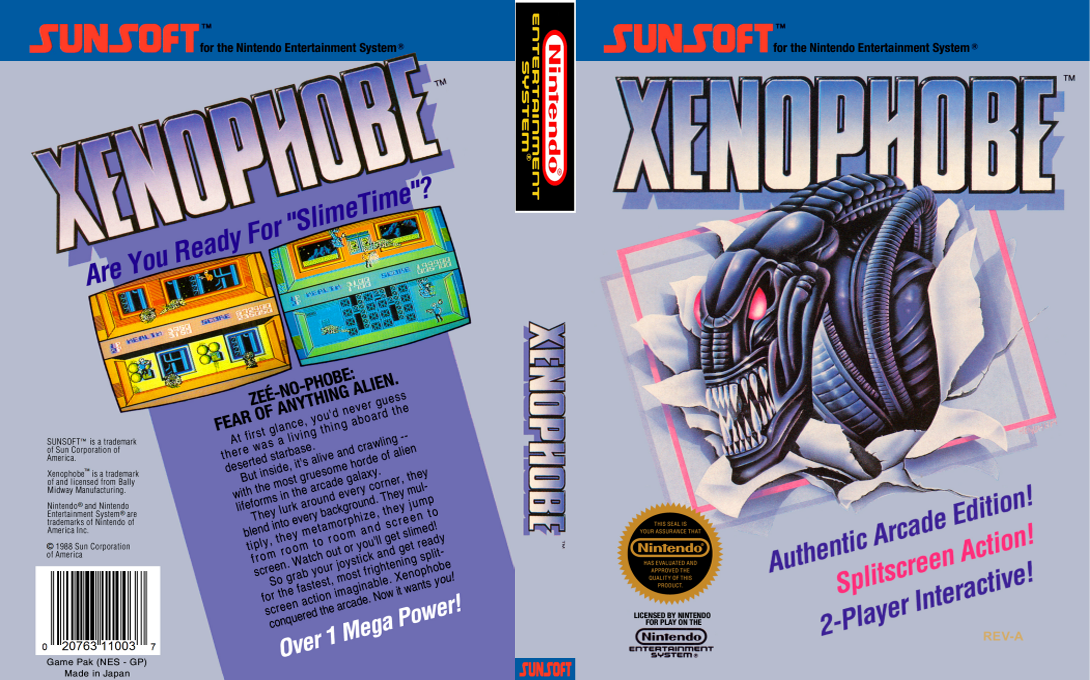 SUNSOFT™ for the Nintendo Entertainment System®
XENOPHOBE™
Are You Ready For "SlimeTime"?
HEALTH SCORE
HEALTH SCORE
ZEÉ-NO-PHOBE:
FEAR OF ANYTHING ALIEN.
At first glance, you'd never guess
there was a living thing aboard the
deserted starbase.
But inside, it's alive and crawling --
with the most gruesome horde of alien
lifeforms in the arcade galaxy.
They lurk around every corner, they
blend into every background. They mul-
tiply, they metamorphize, they jump
from room to room and screen to
screen. Watch out or you'll get slimed!
So grab your joystick and get ready
for the fastest, most frightening split-
screen action imaginable. Xenophobe
conquered the arcade. Now it wants you!
Over 1 Mega Power!
SUNSOFT™ is a trademark
of Sun Corporation of
America.
Xenophobe™ is a trademark
of and licensed from Bally
Midway Manufacturing.
Nintendo® and Nintendo
Entertainment System® are
trademarks of Nintendo of
America Inc.
© 1988 Sun Corporation
of America
0 20763 11003 7
Game Pak (NES - GP)
Made in Japan
Nintendo®
ENTERTAINMENT
SYSTEM®
XENOPHOBE™
SUNSOFT
SUNSOFT™ for the Nintendo Entertainment System®
XENOPHOBE™
Authentic Arcade Edition!
Splitscreen Action!
2-Player Interactive!
THIS SEAL IS
YOUR ASSURANCE THAT
Nintendo®
HAS EVALUATED AND
APPROVED THE
QUALITY OF THIS
PRODUCT.
LICENSED BY NINTENDO
FOR PLAY ON THE
Nintendo
ENTERTAINMENT
SYSTEM®
REV-A